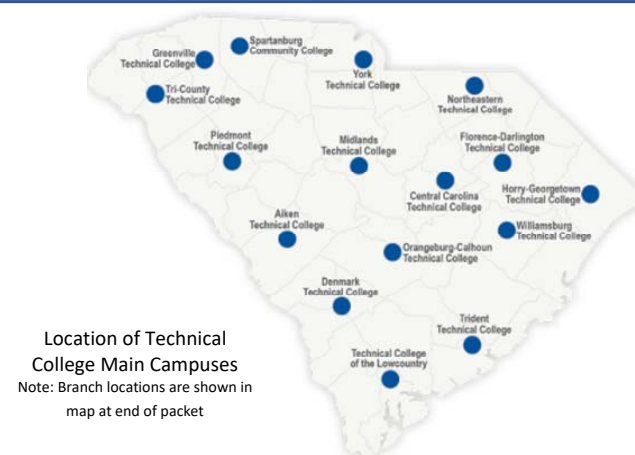 Spartanburg
Community College
Greenville
Technical College
York
Technical College
Tri-County
Technical College
Northeastern
Technical College
Piedmont
Technical College
Midlands
Technical College
Florence-Darlington
Technical College
Central Carolina
Technical College
Horry-Georgetown
Technical College
Aiken
Technical College
Williamsburg
Technical College
Orangeburg-Calhoun
Technical College
Denmark
Technical College
Trident
Technical College
Technical College
of the Lowcountry
Location of Technical
College Main Campuses
Note: Branch locations are shown in
map at end of packet